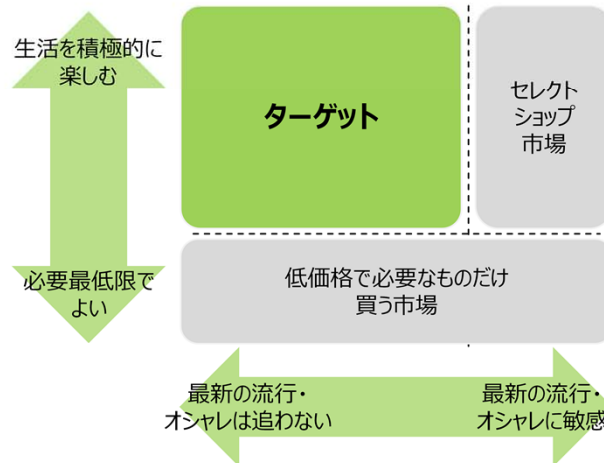 生活を積極的に
楽しむ
ターゲット
セレクト
ショップ
市場
必要最低限で
よい
低価格で必要なものだけ
買う市場
最新の流行・
オシャレは追わない
最新の流行・
オシャレに敏感